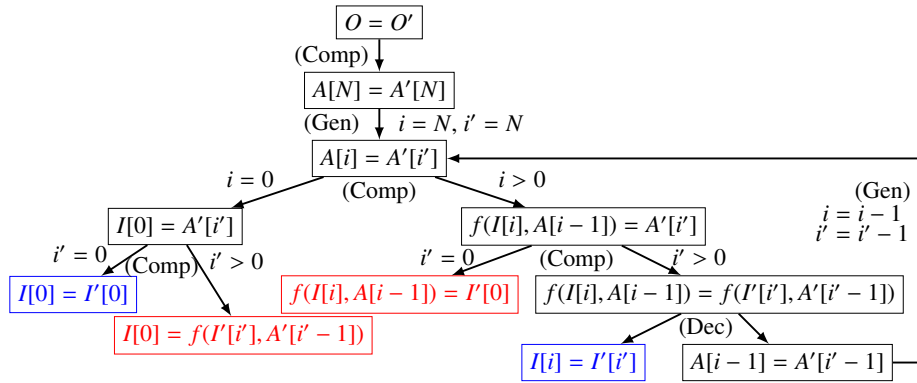 O = O′
(Comp)
A[N] = A′[N]
(Gen) i = N, i′ = N
A[i] = A′[i′]
i = 0 (Comp) i > 0
(Gen)
i = i − 1
i′ = i′ − 1
I[0] = A′[i′]
f(I[i], A[i − 1]) = A′[i′]
i′ = 0 (Comp) i′ > 0
i′ = 0 (Comp) i′ > 0
I[0] = I′[0]
f(I[i], A[i − 1]) = I′[0]
f(I[i], A[i − 1]) = f(I′[i′], A′[i′ − 1])
I[0] = f(I′[i′], A′[i′ − 1])
(Dec)
I[i] = I′[i′]
A[i − 1] = A′[i′ − 1]